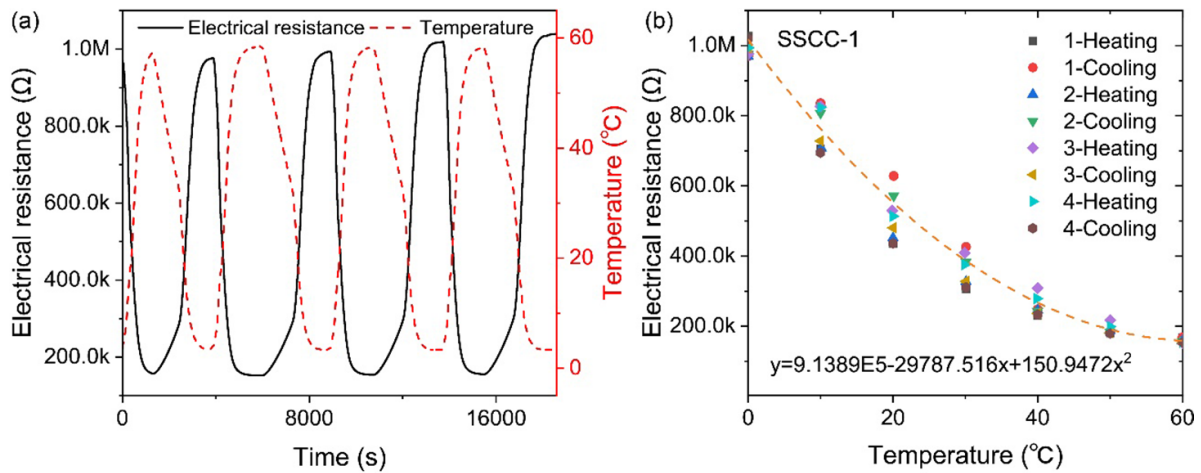 (a)
Electrical resistance
Temperature
1.0M
800.0k
600.0k
400.0k
200.0k
Electrical resistance (Ω)
60
40
20
0
Temperature (℃)
0
8000
16000
Time (s)
(b)
SSCC-1
1.0M
800.0k
600.0k
400.0k
200.0k
Electrical resistance (Ω)
1-Heating
1-Cooling
2-Heating
2-Cooling
3-Heating
3-Cooling
4-Heating
4-Cooling
y=9.1389E5-29787.516x+150.9472x²
0
10
20
30
40
50
60
Temperature (℃)